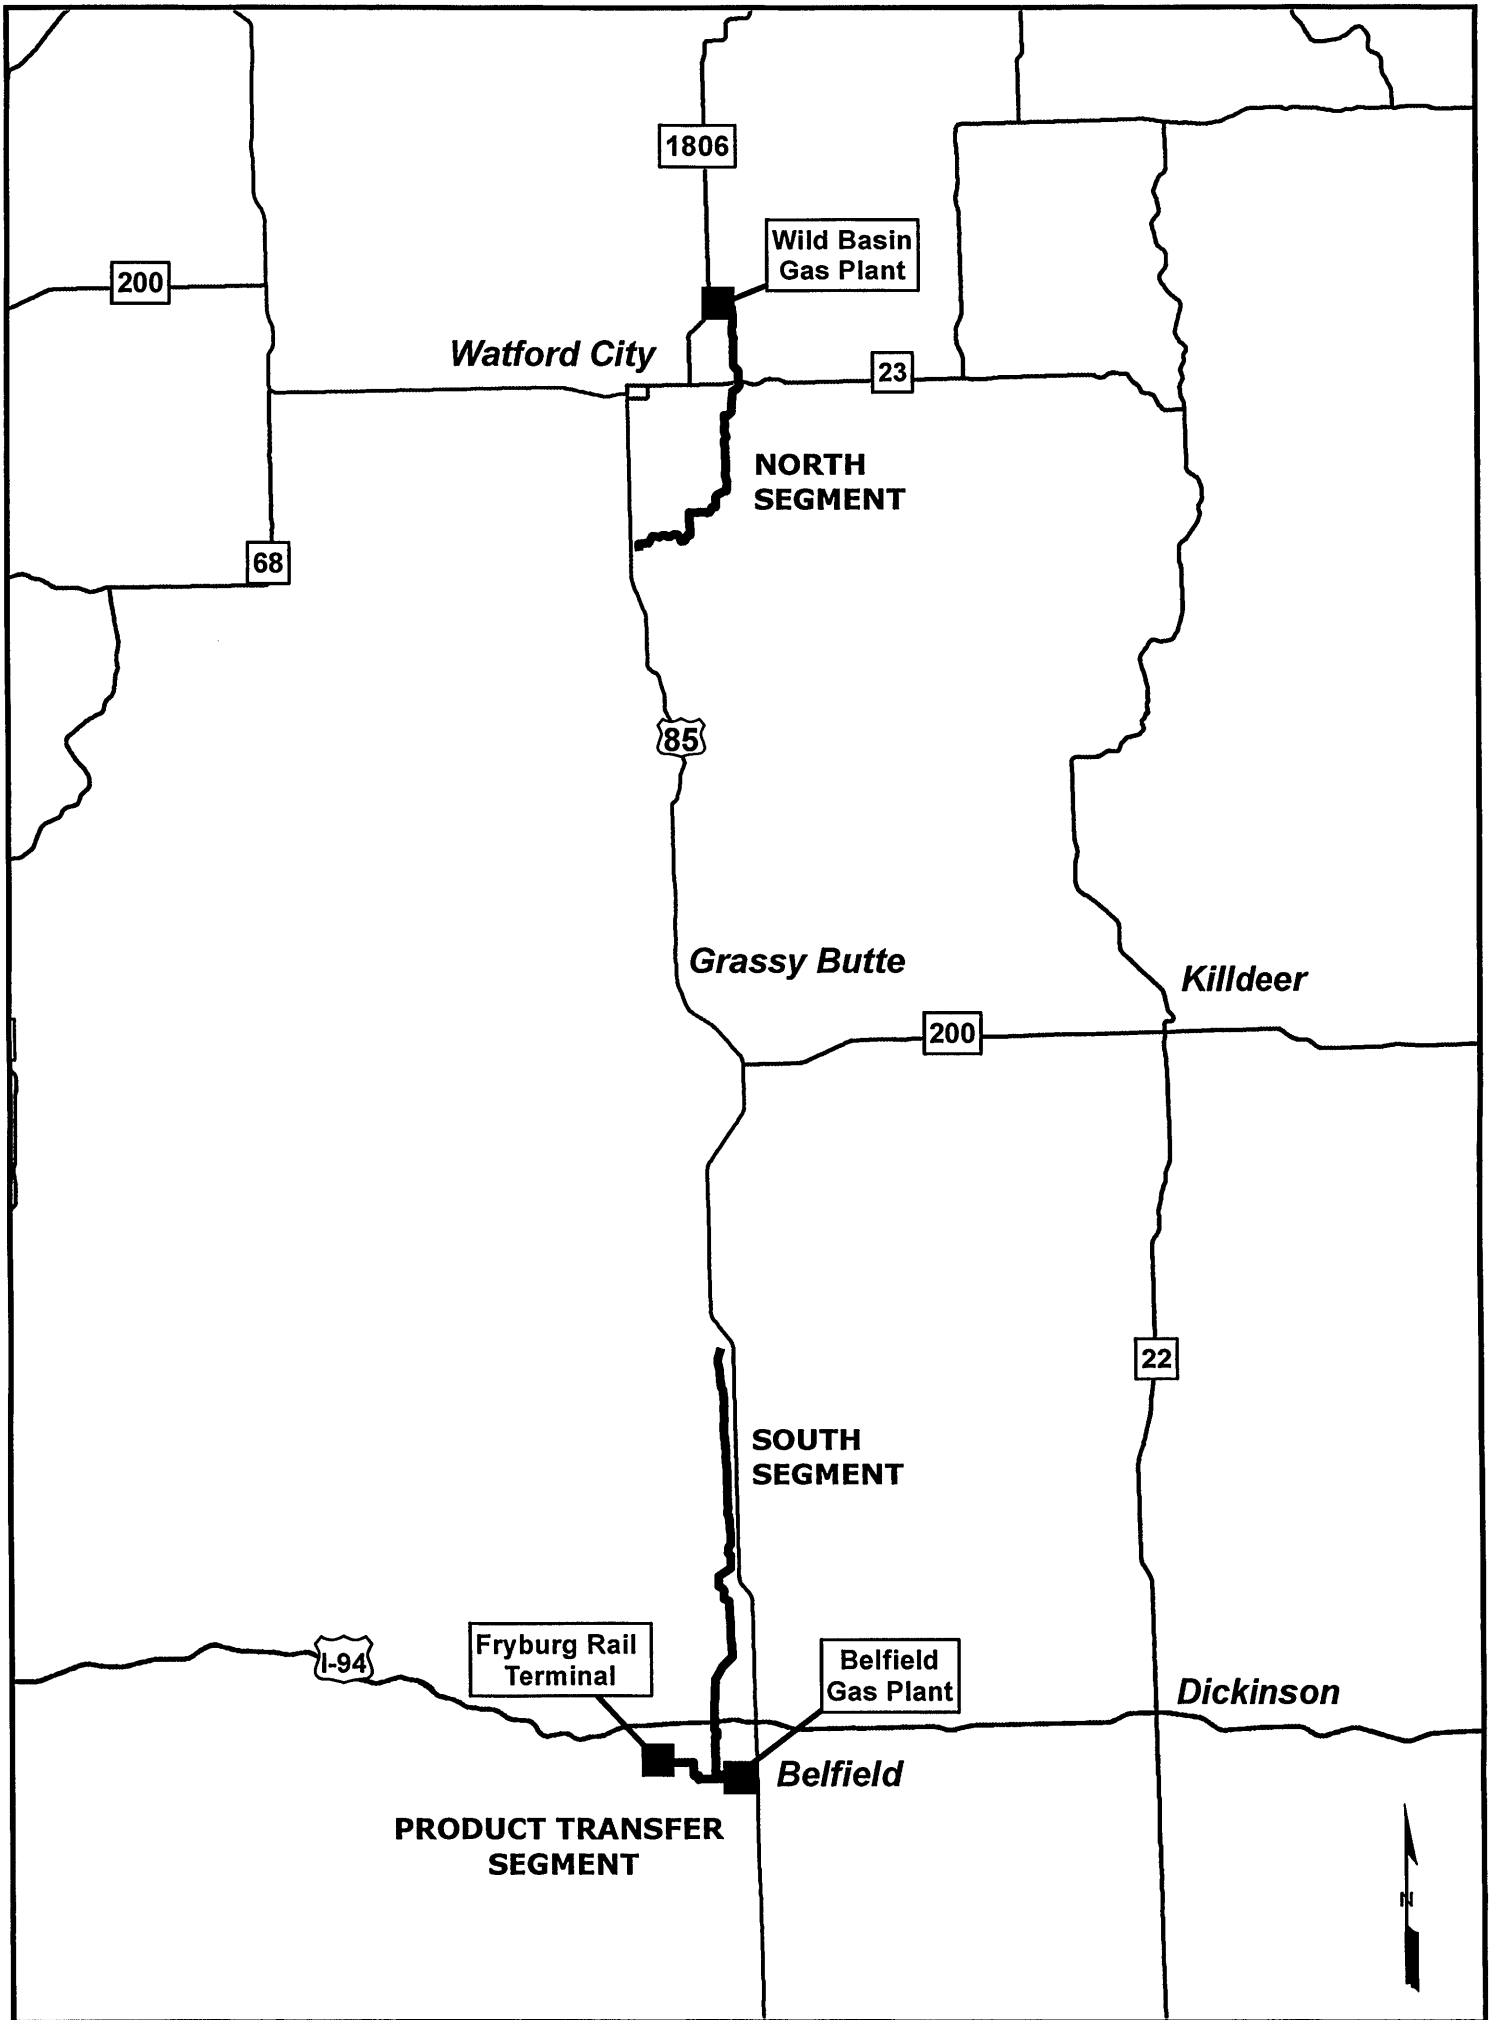 1806
Wild Basin
Gas Plant
200
Watford City
23
NORTH
SEGMENT
68
85
Grassy Butte
Killdeer
200
22
SOUTH
SEGMENT
Fryburg Rail
Terminal
I-94
Belfield
Gas Plant
Dickinson
Belfield
PRODUCT TRANSFER
SEGMENT
N